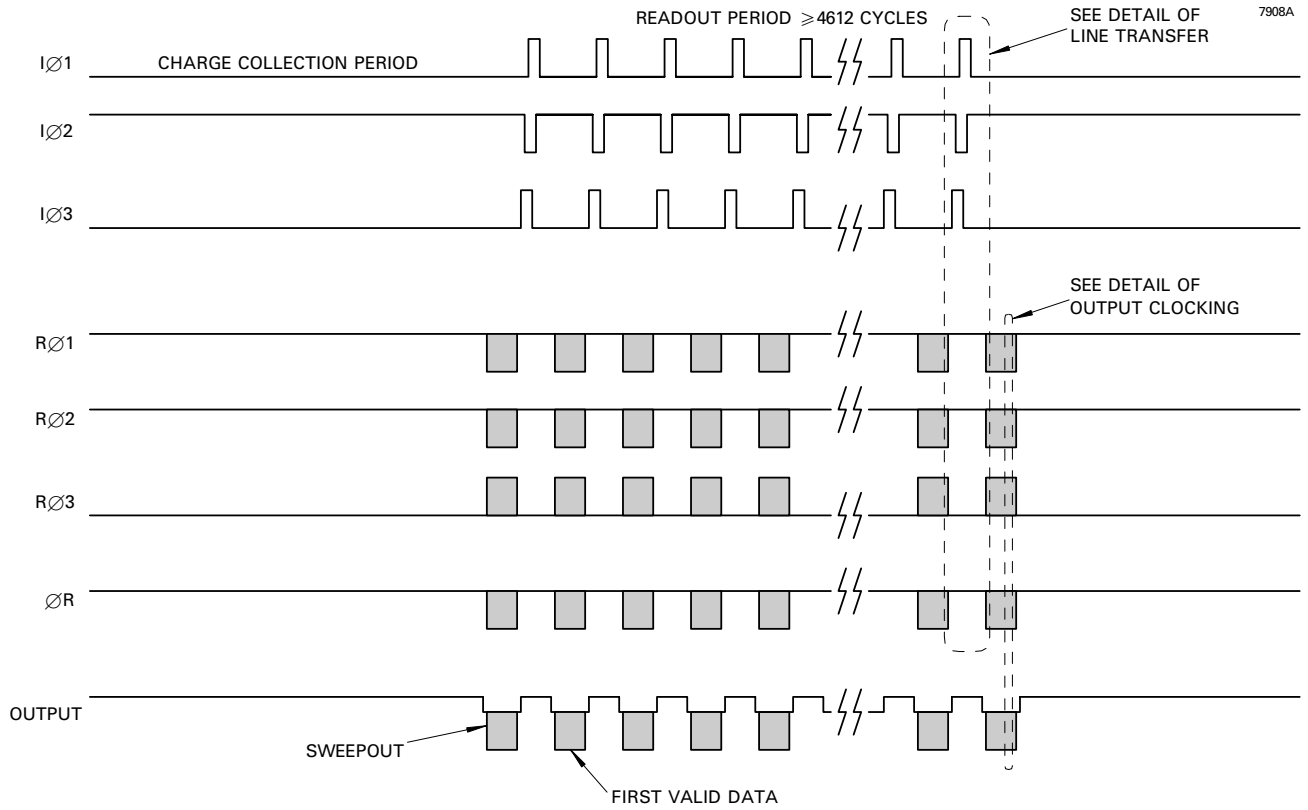 7908A
READOUT PERIOD ⩾4612 CYCLES
SEE DETAIL OF
LINE TRANSFER
I∅1
CHARGE COLLECTION PERIOD
I∅2
I∅3
SEE DETAIL OF
OUTPUT CLOCKING
R∅1
R∅2
R∅3
∅R
OUTPUT
SWEEPOUT
FIRST VALID DATA